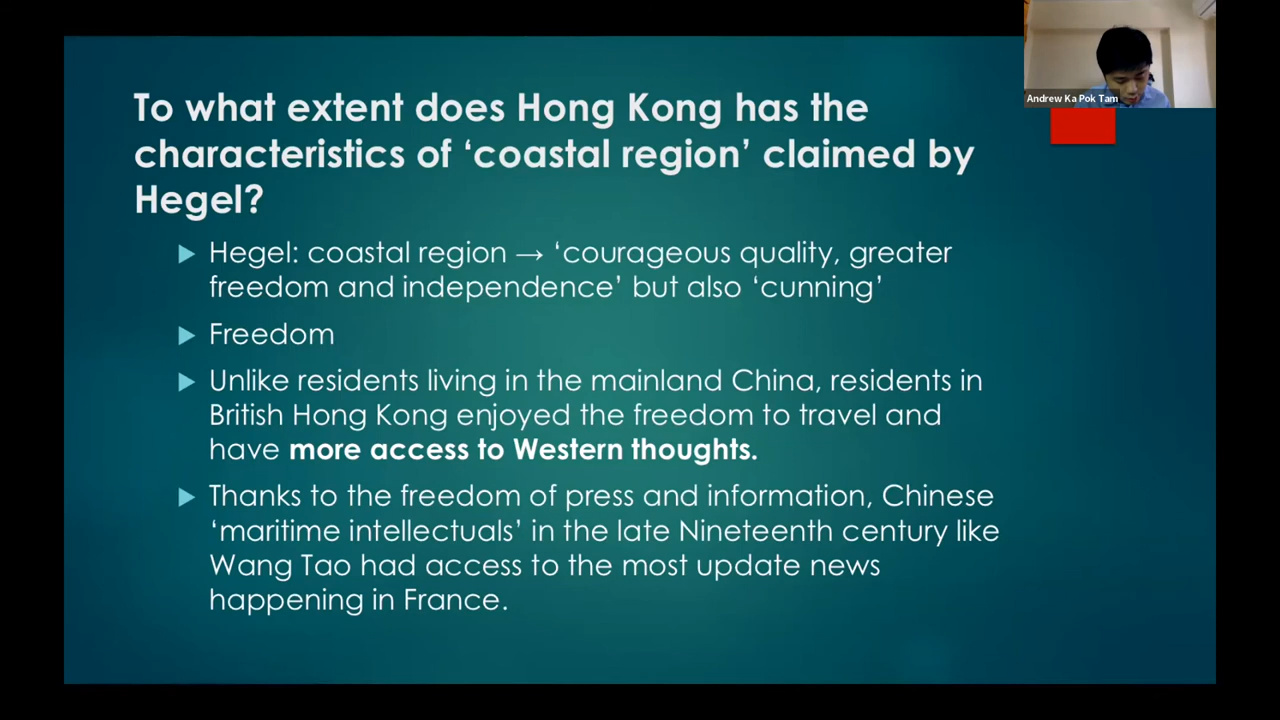 To what extent does Hong Kong has the
characteristics of ‘coastal region’ claimed by
Hegel?
Hegel: coastal region → ‘courageous quality, greater
freedom and independence’ but also ‘cunning’
Freedom
Unlike residents living in the mainland China, residents in
British Hong Kong enjoyed the freedom to travel and
have more access to Western thoughts.
Thanks to the freedom of press and information, Chinese
‘maritime intellectuals’ in the late Nineteenth century like
Wang Tao had access to the most update news
happening in France.
Andrew Ka Pok Tam